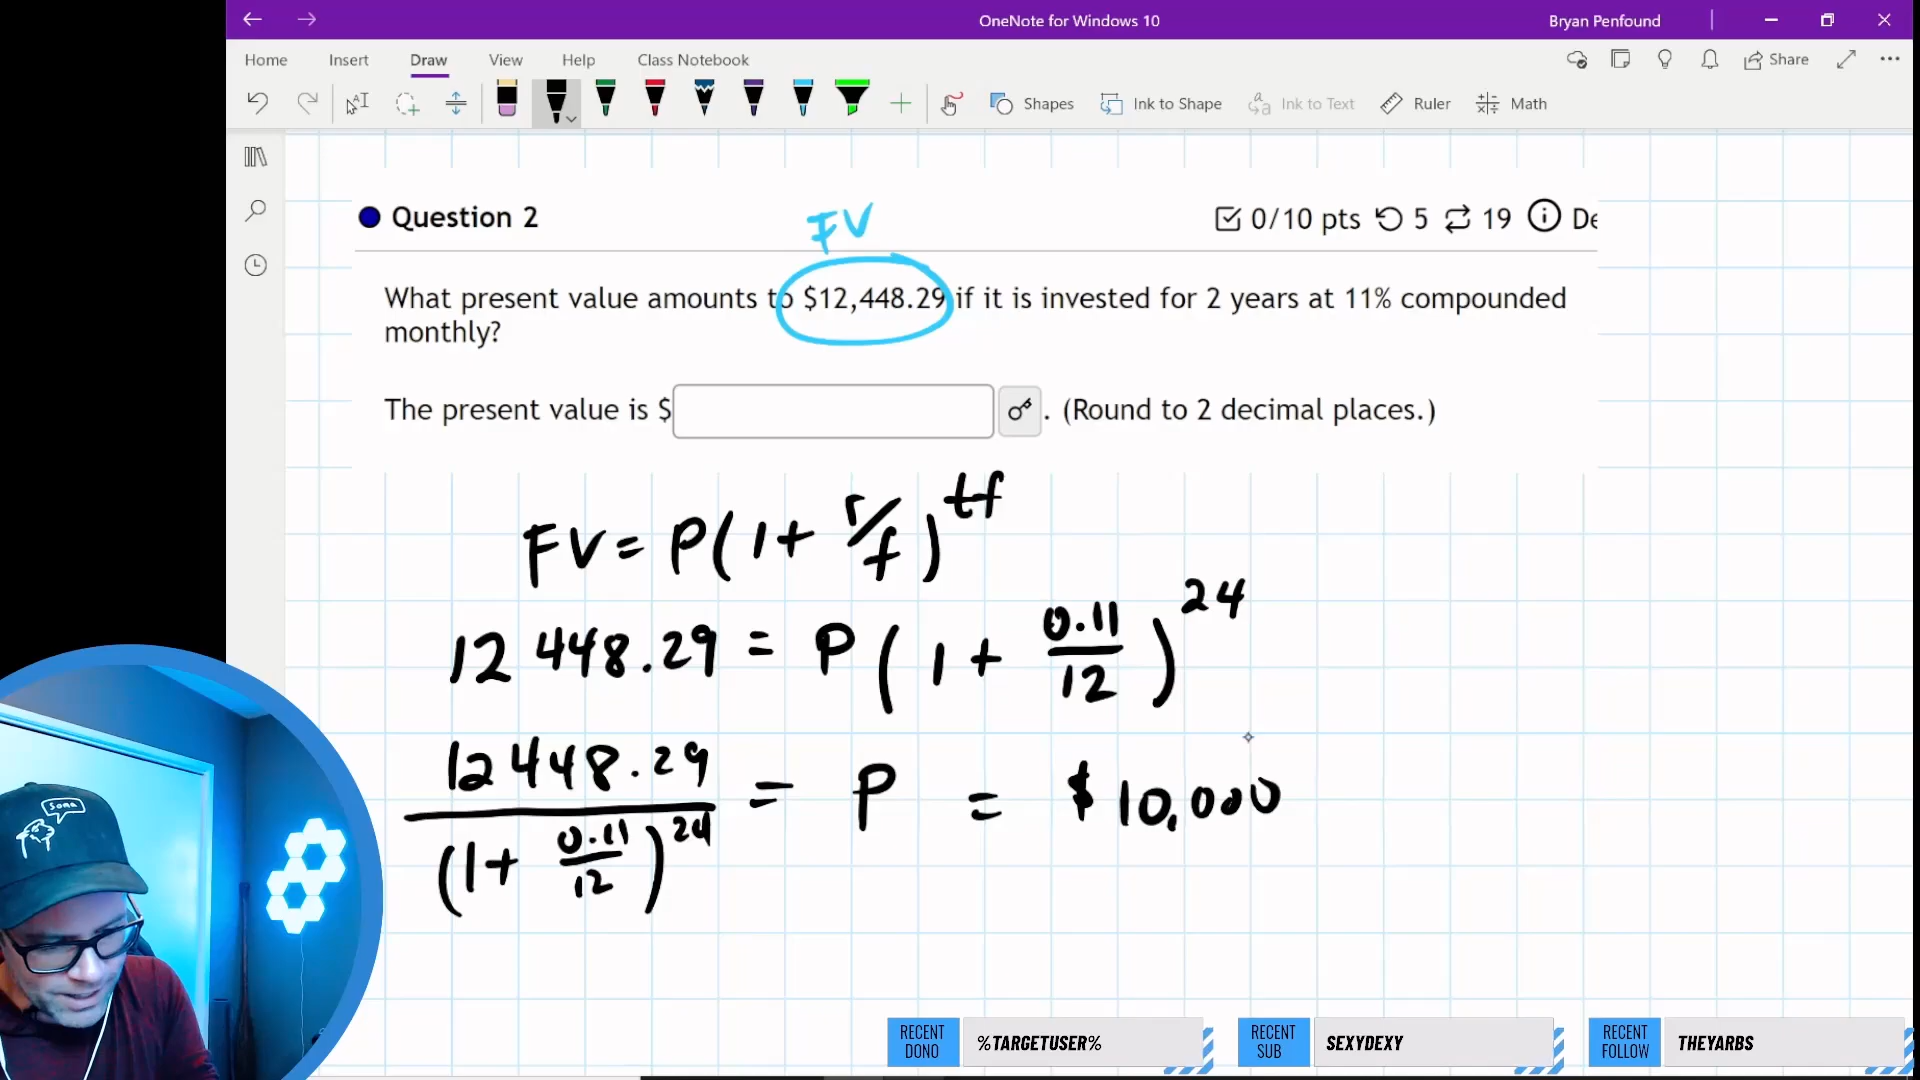 OneNote for Windows 10
Bryan Penfound
Home Insert Draw View Help Class Notebook
Share
Shapes Ink to Shape Ink to Text Ruler Math
Question 2
FV
0/10 pts 5 19 De
What present value amounts to $12,448.29 if it is invested for 2 years at 11% compounded
monthly?
The present value is $ . (Round to 2 decimal places.)
FV = P(1 + r/f)^tf
12 448.29 = P(1 + 0.11/12)^24
12448.29/(1 + 0.11/12)^24 = P = $10,000
Soma
RECENT DONO %TARGETUSER%
RECENT SUB SEXYDEXY
RECENT FOLLOW THEYARBS